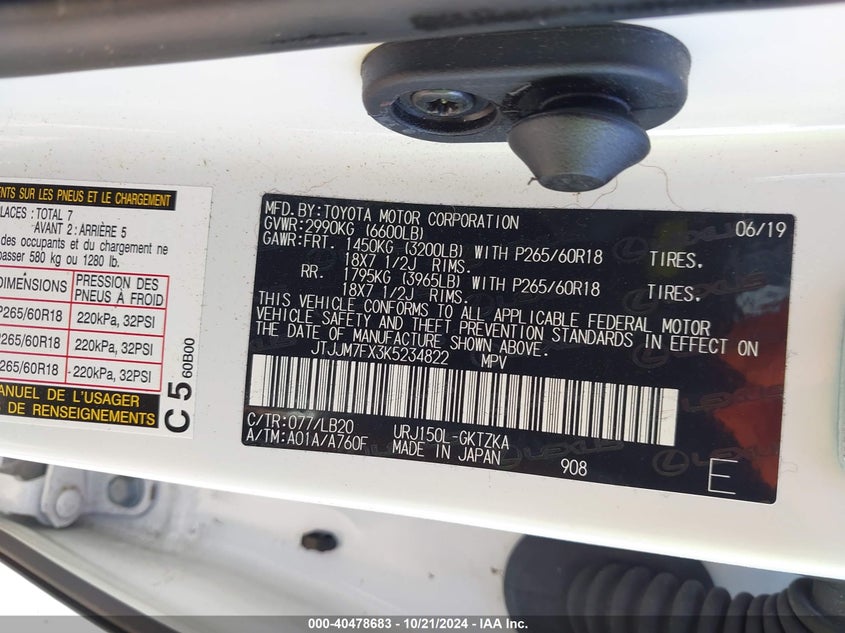 ENTS SUR LES PNEUS ET LE CHARGEMENT
LACES: TOTAL 7
AVANT 2: ARRIÈRE 5
des occupants et du chargement ne
passer 580 kg ou 1280 lb.
DIMENSIONS PRESSION DES PNEUS À FROID
P265/60R18 220kPa, 32PSI
P265/60R18 220kPa, 32PSI
265/60R18 220kPa, 32PSI
MANUEL DE L'USAGER
DE RENSEIGNEMENTS
C5
60B00
MFD.BY:TOYOTA MOTOR CORPORATION 06/19
GVWR:2990KG (6600LB)
GAWR:FRT. 1450KG (3200LB) WITH P265/60R18 TIRES.
18X7 1/2J RIMS.
RR. 1795KG (3965LB) WITH P265/60R18 TIRES.
18X7 1/2J RIMS.
THIS VEHICLE CONFORMS TO ALL APPLICABLE FEDERAL MOTOR
VEHICLE SAFETY AND THEFT PREVENTION STANDARDS IN EFFECT ON
THE DATE OF MANUFACTURE SHOWN ABOVE.
JTJJM7FX3K5234822 MPV
C/TR:077/LB20 URJ150L-GKTZKA
A/TM:A01A/A760F MADE IN JAPAN 908 E
LEXUS
000-40478683 - 10/21/2024 - IAA Inc.